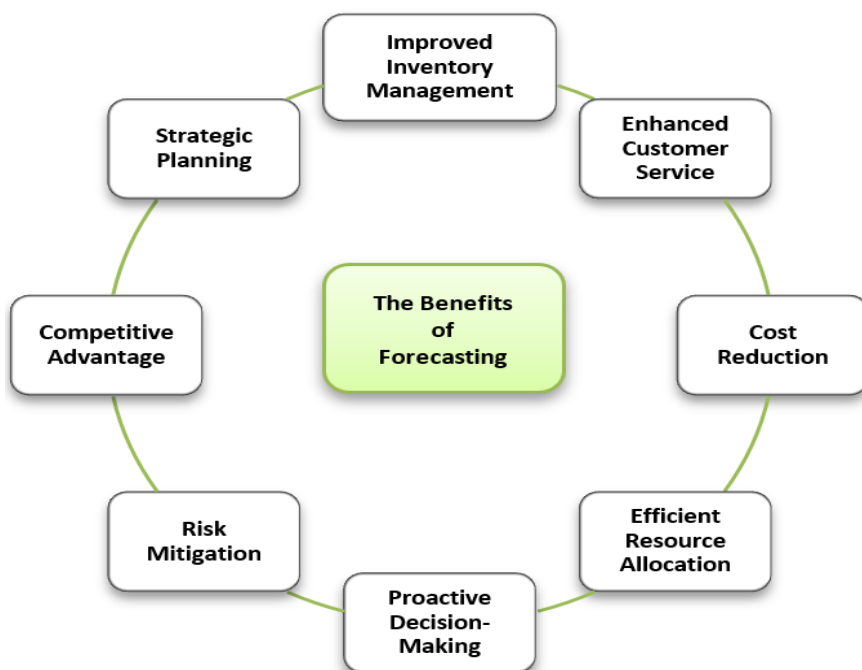 Improved
Inventory
Management
Enhanced
Customer
Service
Cost
Reduction
Efficient
Resource
Allocation
Proactive
Decision-
Making
Risk
Mitigation
Competitive
Advantage
Strategic
Planning
The Benefits
of
Forecasting